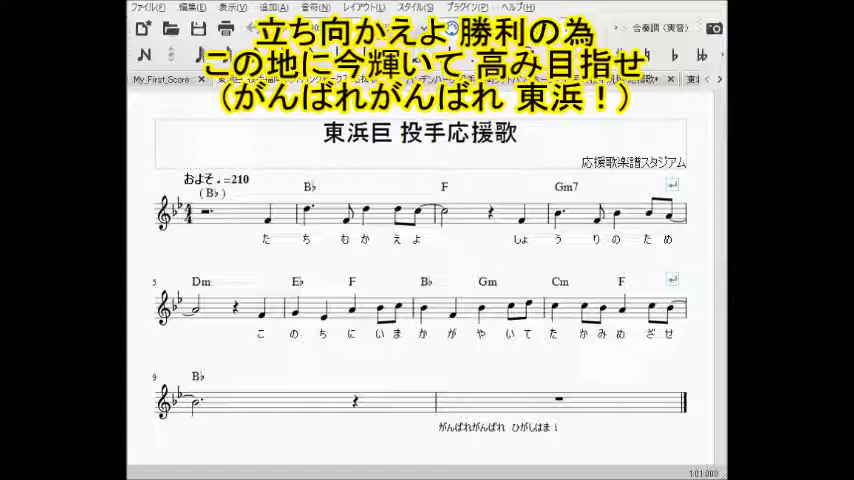 ファイル(F) 編集(E) 表示(V) 追加(A) 音符(N) レイアウト(L) スタイル(S) プラグイン(P) ヘルプ(H)
立ち向かえよ 勝利の為
この地に今輝いて 高み目指せ
（がんばれがんばれ 東浜！）
合奏調 (実音)
My_First_Score
東浜巨 投手応援歌
応援歌楽譜スタジアム
およそ♩=210
(B♭) B♭ F Gm7
た ち む か え よ しょ う り の た め
5 Dm E♭ F B♭ Gm Cm F
こ の ち に い ま か が や い て た か み め ざ せ
9 B♭
がんばれがんばれ ひがしはま！
1:01:000